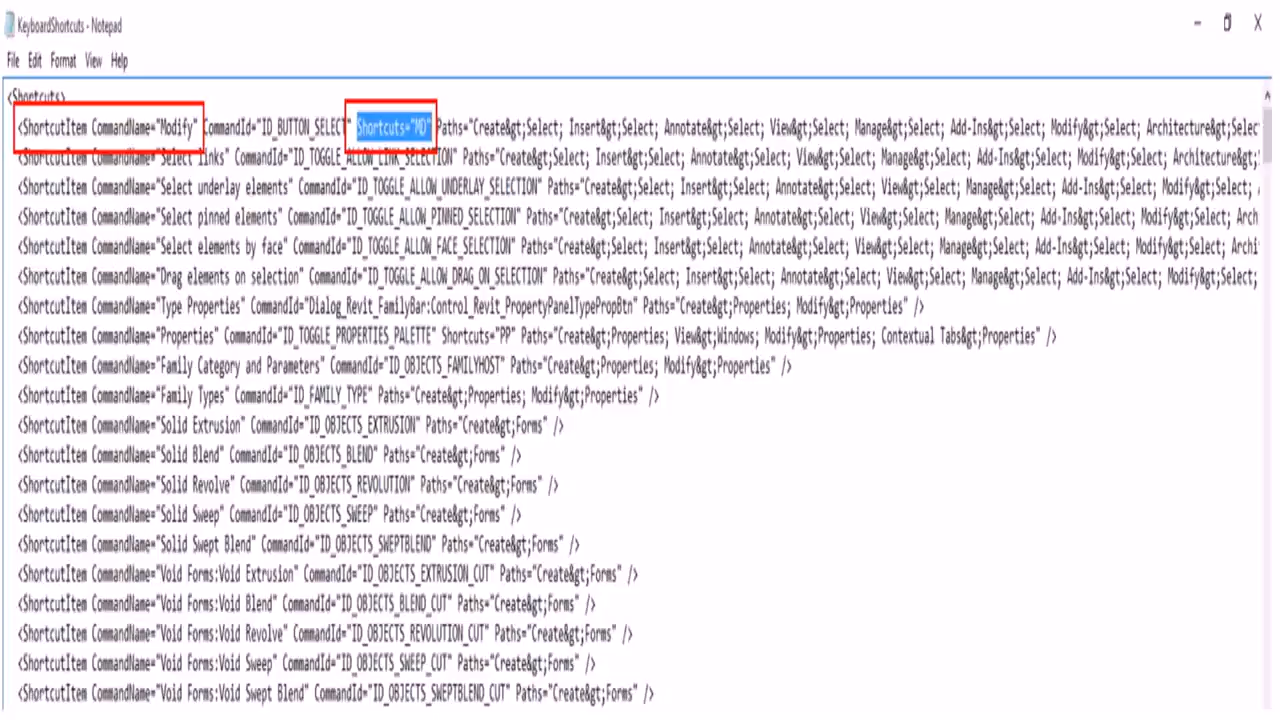 KeyboardShortcuts - Notepad
File Edit Format View Help
<Shortcuts>
<ShortcutItem CommandName="Modify" CommandId="ID_BUTTON_SELECT" Shortcuts="MD" Paths="Create&gt;Select; Insert&gt;Select; Annotate&gt;Select; View&gt;Select; Manage&gt;Select; Add-Ins&gt;Select; Modify&gt;Select; Architecture&gt;Selec
<ShortcutItem CommandName="Select links" CommandId="ID_TOGGLE_ALLOW_LINK_SELECTION" Paths="Create&gt;Select; Insert&gt;Select; Annotate&gt;Select; View&gt;Select; Manage&gt;Select; Add-Ins&gt;Select; Modify&gt;Select; Architecture&gt;
<ShortcutItem CommandName="Select underlay elements" CommandId="ID_TOGGLE_ALLOW_UNDERLAY_SELECTION" Paths="Create&gt;Select; Insert&gt;Select; Annotate&gt;Select; View&gt;Select; Manage&gt;Select; Add-Ins&gt;Select; Modify&gt;Select;
<ShortcutItem CommandName="Select pinned elements" CommandId="ID_TOGGLE_ALLOW_PINNED_SELECTION" Paths="Create&gt;Select; Insert&gt;Select; Annotate&gt;Select; View&gt;Select; Manage&gt;Select; Add-Ins&gt;Select; Modify&gt;Select; Arch
<ShortcutItem CommandName="Select elements by face" CommandId="ID_TOGGLE_ALLOW_FACE_SELECTION" Paths="Create&gt;Select; Insert&gt;Select; Annotate&gt;Select; View&gt;Select; Manage&gt;Select; Add-Ins&gt;Select; Modify&gt;Select; Archi
<ShortcutItem CommandName="Drag elements on selection" CommandId="ID_TOGGLE_ALLOW_DRAG_ON_SELECTION" Paths="Create&gt;Select; Insert&gt;Select; Annotate&gt;Select; View&gt;Select; Manage&gt;Select; Add-Ins&gt;Select; Modify&gt;Select;
<ShortcutItem CommandName="Type Properties" CommandId="Dialog_Revit_FamilyBar:Control_Revit_PropertyPanelTypePropBtn" Paths="Create&gt;Properties; Modify&gt;Properties" />
<ShortcutItem CommandName="Properties" CommandId="ID_TOGGLE_PROPERTIES_PALETTE" Shortcuts="PP" Paths="Create&gt;Properties; View&gt;Windows; Modify&gt;Properties; Contextual Tabs&gt;Properties" />
<ShortcutItem CommandName="Family Category and Parameters" CommandId="ID_OBJECTS_FAMILYHOST" Paths="Create&gt;Properties; Modify&gt;Properties" />
<ShortcutItem CommandName="Family Types" CommandId="ID_FAMILY_TYPE" Paths="Create&gt;Properties; Modify&gt;Properties" />
<ShortcutItem CommandName="Solid Extrusion" CommandId="ID_OBJECTS_EXTRUSION" Paths="Create&gt;Forms" />
<ShortcutItem CommandName="Solid Blend" CommandId="ID_OBJECTS_BLEND" Paths="Create&gt;Forms" />
<ShortcutItem CommandName="Solid Revolve" CommandId="ID_OBJECTS_REVOLUTION" Paths="Create&gt;Forms" />
<ShortcutItem CommandName="Solid Sweep" CommandId="ID_OBJECTS_SWEEP" Paths="Create&gt;Forms" />
<ShortcutItem CommandName="Solid Swept Blend" CommandId="ID_OBJECTS_SWEPTBLEND" Paths="Create&gt;Forms" />
<ShortcutItem CommandName="Void Forms:Void Extrusion" CommandId="ID_OBJECTS_EXTRUSION_CUT" Paths="Create&gt;Forms" />
<ShortcutItem CommandName="Void Forms:Void Blend" CommandId="ID_OBJECTS_BLEND_CUT" Paths="Create&gt;Forms" />
<ShortcutItem CommandName="Void Forms:Void Revolve" CommandId="ID_OBJECTS_REVOLUTION_CUT" Paths="Create&gt;Forms" />
<ShortcutItem CommandName="Void Forms:Void Sweep" CommandId="ID_OBJECTS_SWEEP_CUT" Paths="Create&gt;Forms" />
<ShortcutItem CommandName="Void Forms:Void Swept Blend" CommandId="ID_OBJECTS_SWEPTBLEND_CUT" Paths="Create&gt;Forms" />